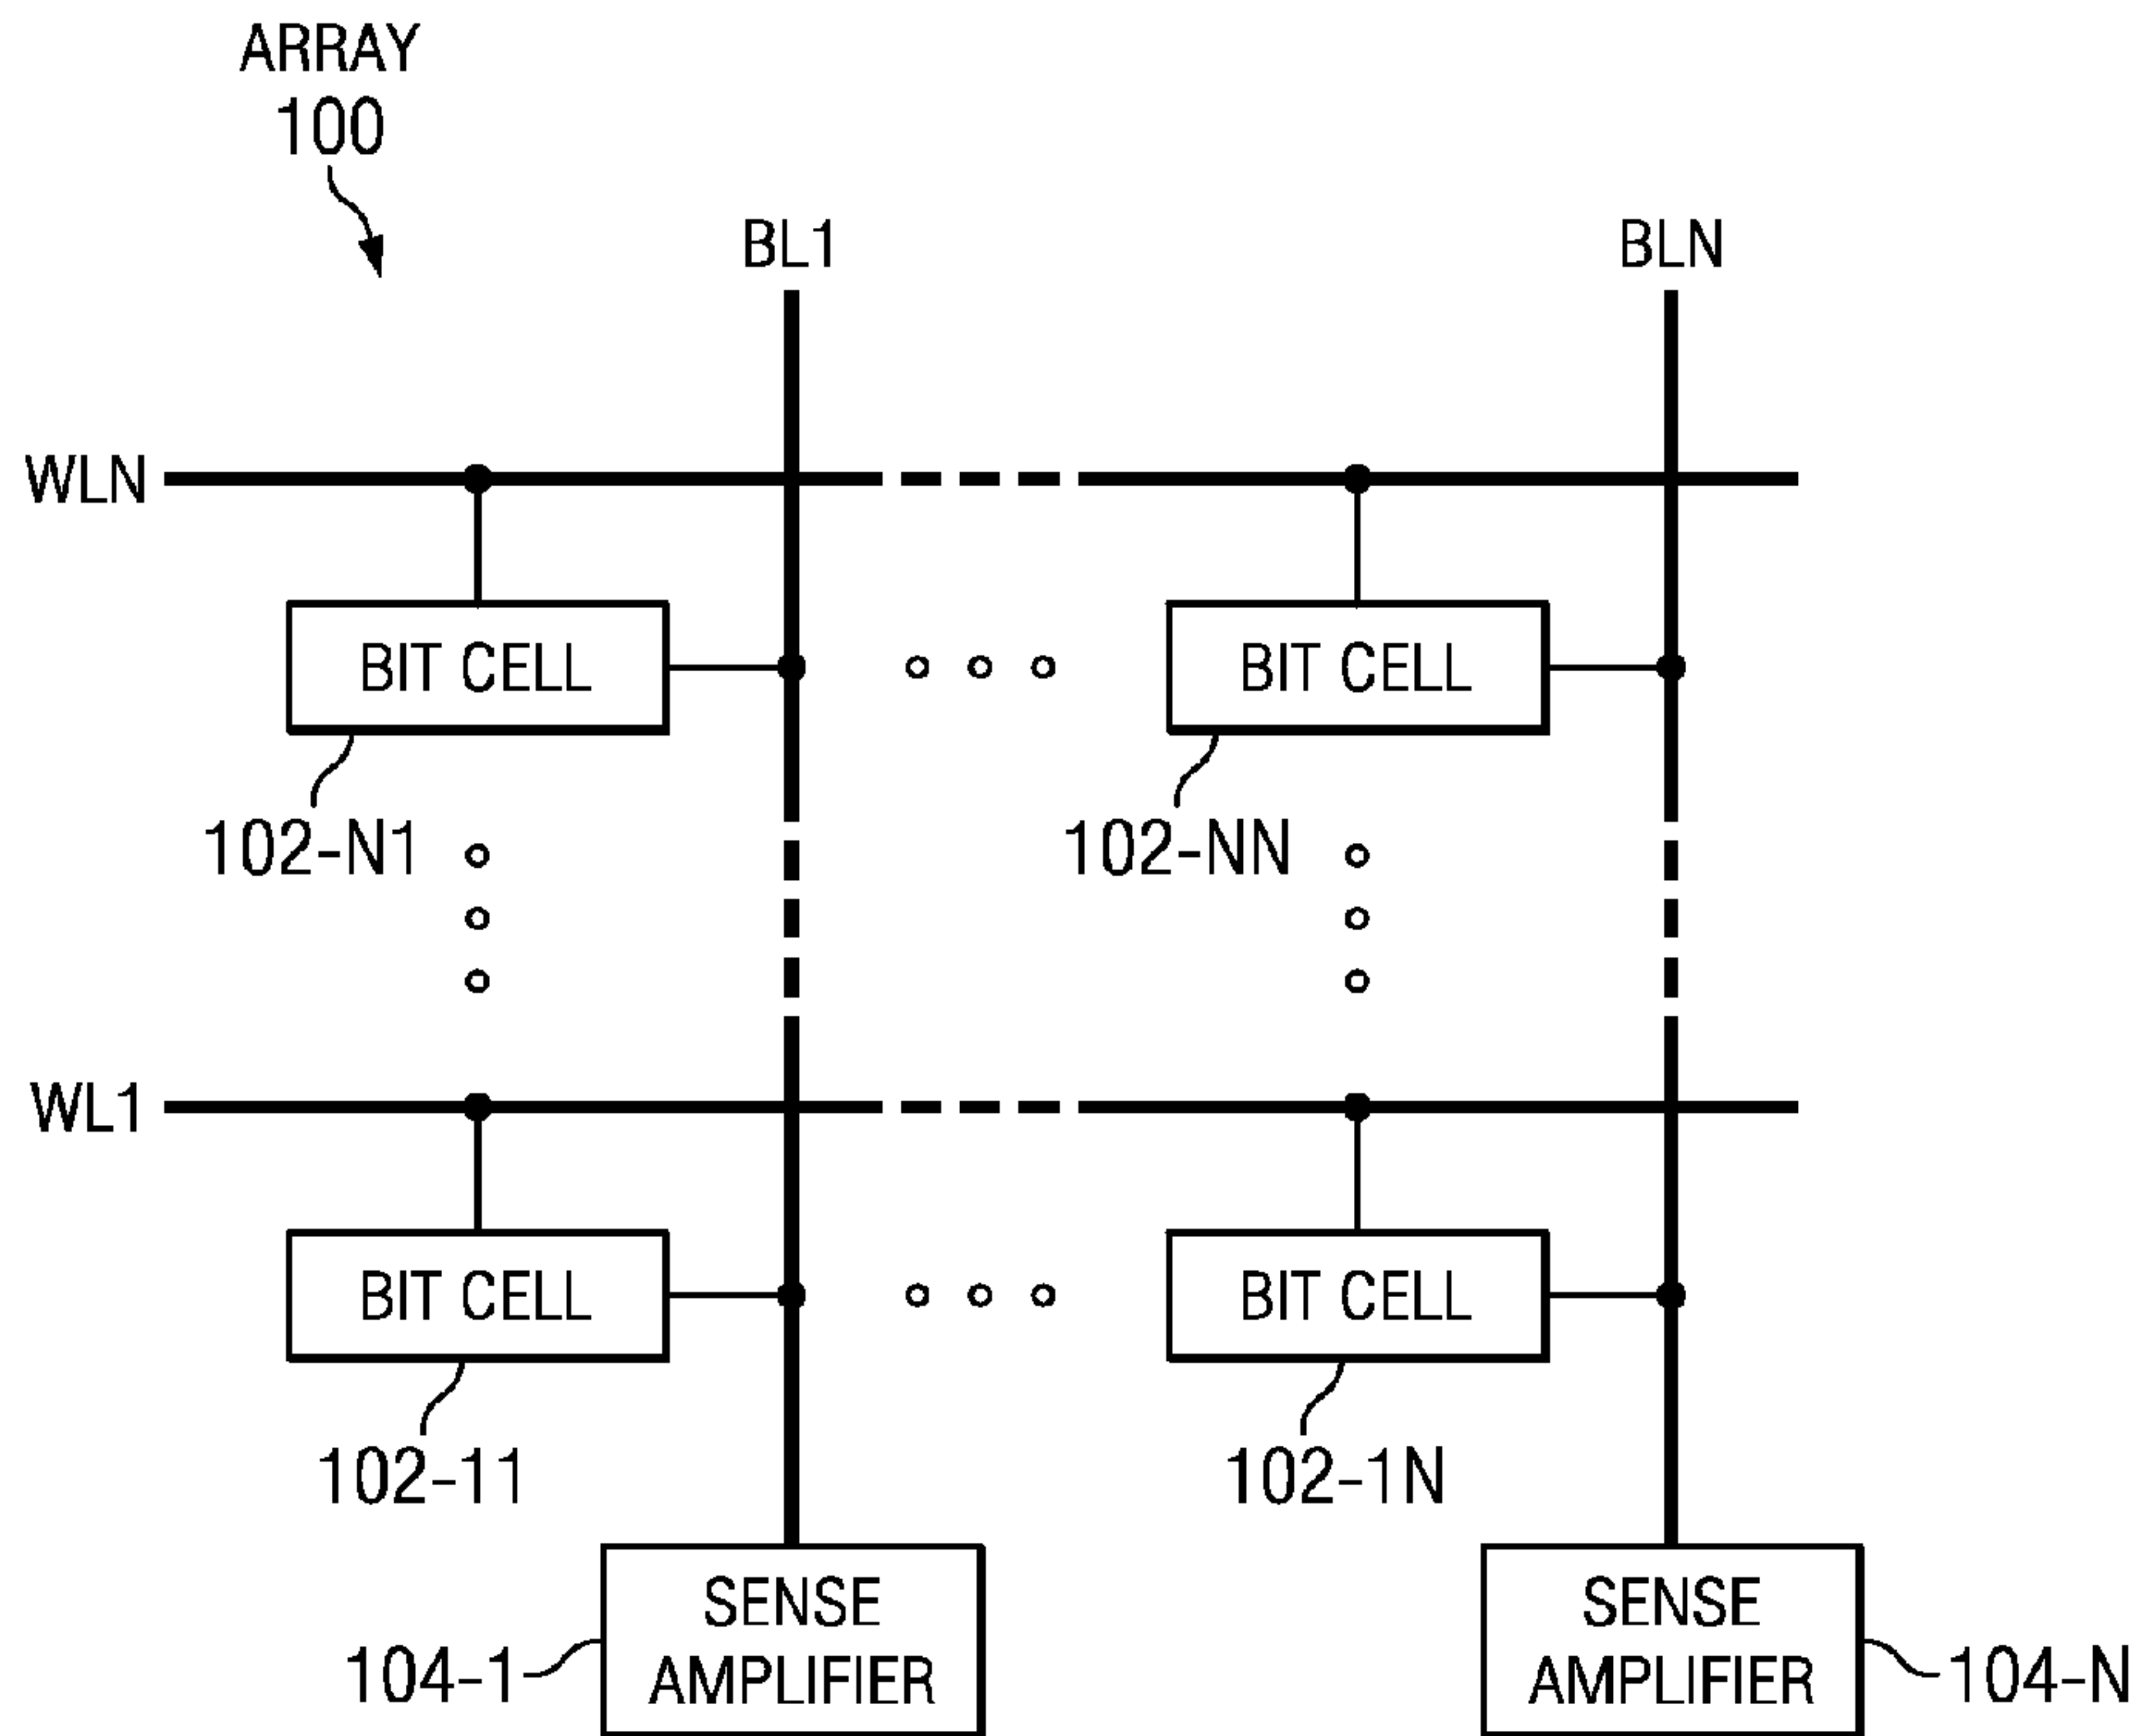 ARRAY
100
BL1
BLN
WLN
BIT CELL
BIT CELL
102-N1
102-NN
WL1
BIT CELL
BIT CELL
102-11
102-1N
SENSE
AMPLIFIER
104-1
SENSE
AMPLIFIER
104-N